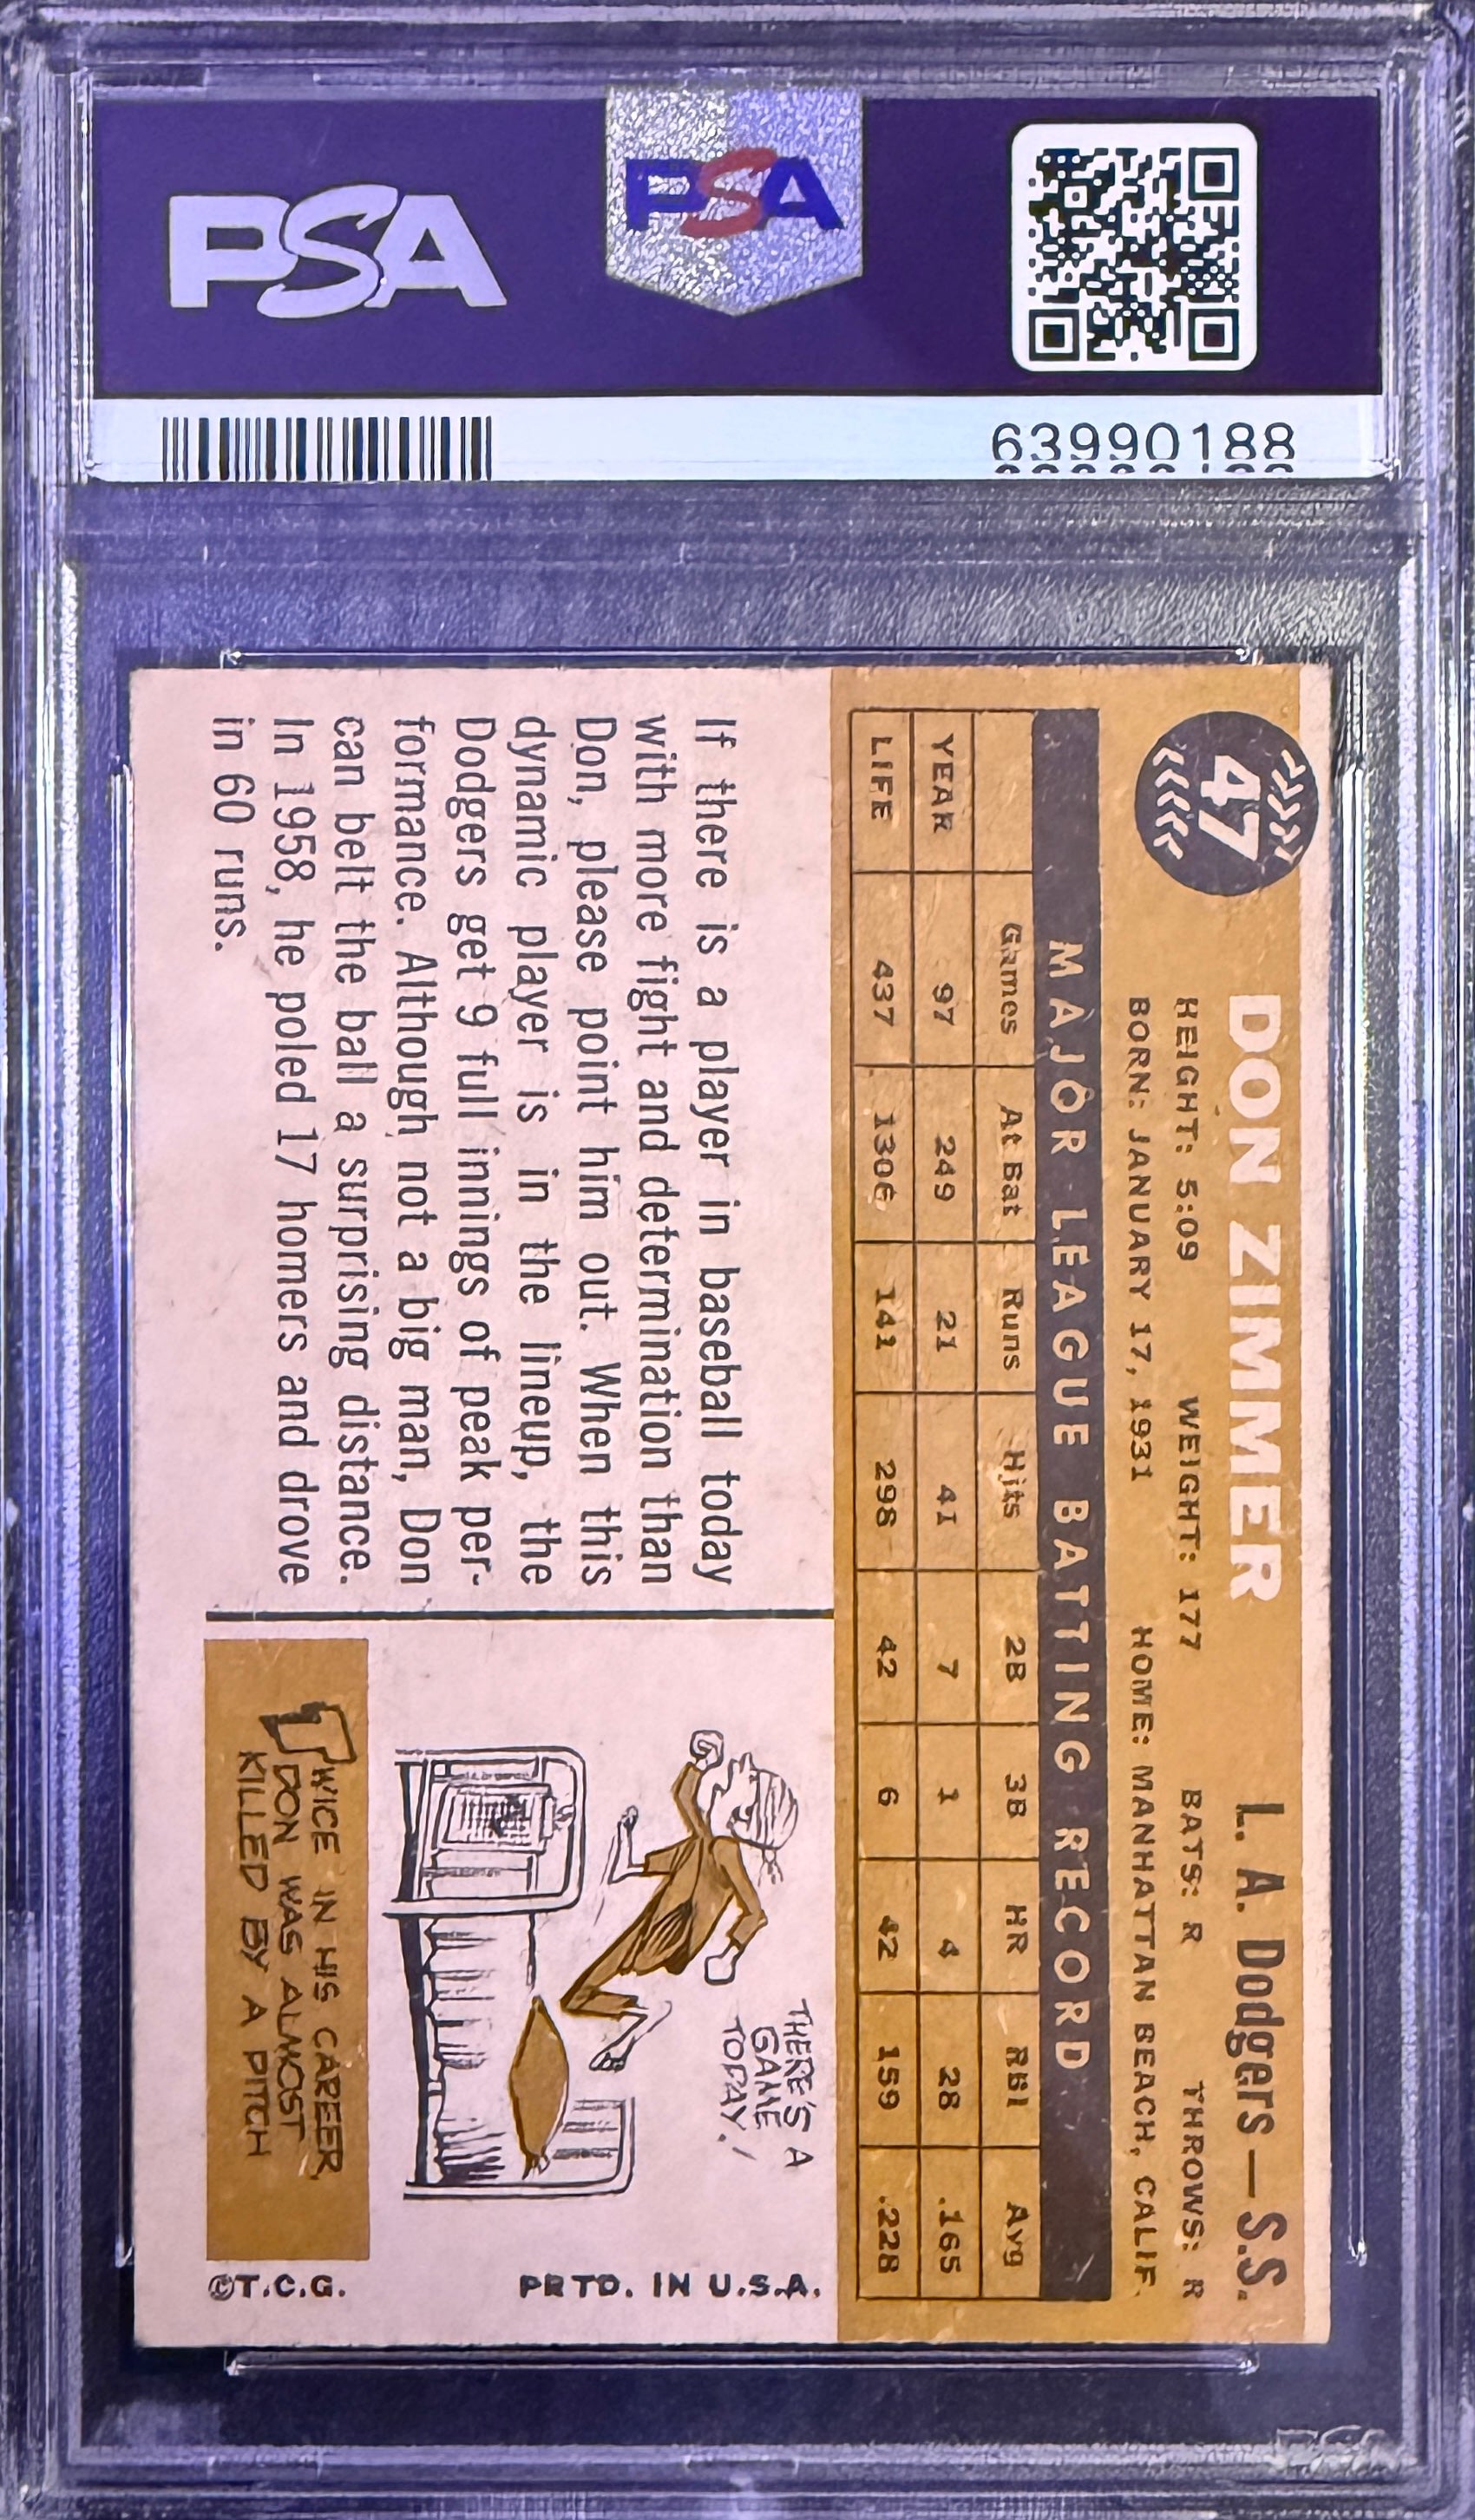 PSA
PSA
63990188
47
DON ZIMMER
L. A. Dodgers—S.S.
HEIGHT: 5:09 WEIGHT: 177 BATS: R THROWS: R
BORN: JANUARY 17, 1931 HOME: MANHATTAN BEACH, CALIF.
MAJOR LEAGUE BATTING RECORD
Games At Bat Runs Hits 2B 3B HR RBI Avg
YEAR 97 249 21 41 7 1 4 28 .165
LIFE 437 1306 141 298 42 6 42 159 .228
If there is a player in baseball today
with more fight and determination than
Don, please point him out. When this
dynamic player is in the lineup, the
Dodgers get 9 full innings of peak per-
formance. Although not a big man, Don
can belt the ball a surprising distance.
In 1958, he poled 17 homers and drove
in 60 runs.
THERE'S A
GAME
TODAY!
TWICE IN HIS CAREER,
DON WAS ALMOST
KILLED BY A PITCH
PRTD. IN U.S.A.
©T.C.G.